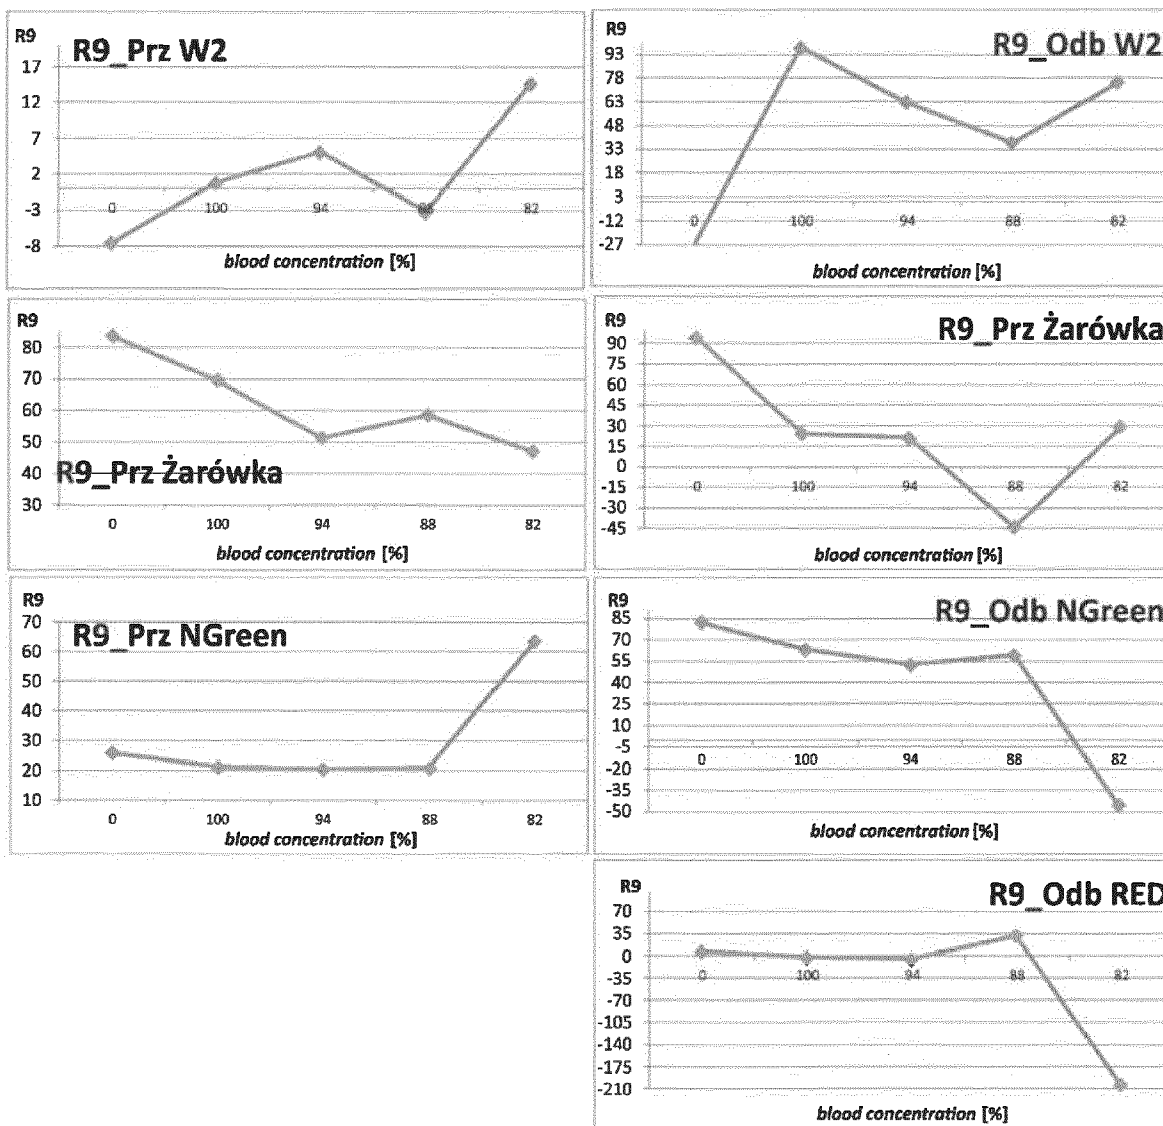 R9
R9_Prz W2
17
12
7
2
-3
-8
0 100 94 88 82
blood concentration [%]
R9
R9_Odb W2
93
78
63
48
33
18
3
-12
-27
0 100 94 88 82
blood concentration [%]
R9
80
70
60
50
40
30
R9_Prz Żarówka
0 100 94 88 82
blood concentration [%]
R9
R9_Prz Żarówka
90
75
60
45
30
15
0
-15
-30
-45
0 100 94 88 82
blood concentration [%]
R9
R9_Prz NGreen
70
60
50
40
30
20
10
0 100 94 88 82
blood concentration [%]
R9
R9_Odb NGreen
85
70
55
40
25
10
-5
-20
-35
-50
0 100 94 88 82
blood concentration [%]
R9
R9_Odb RED
70
35
0
-35
-70
-105
-140
-175
-210
0 100 94 88 82
blood concentration [%]